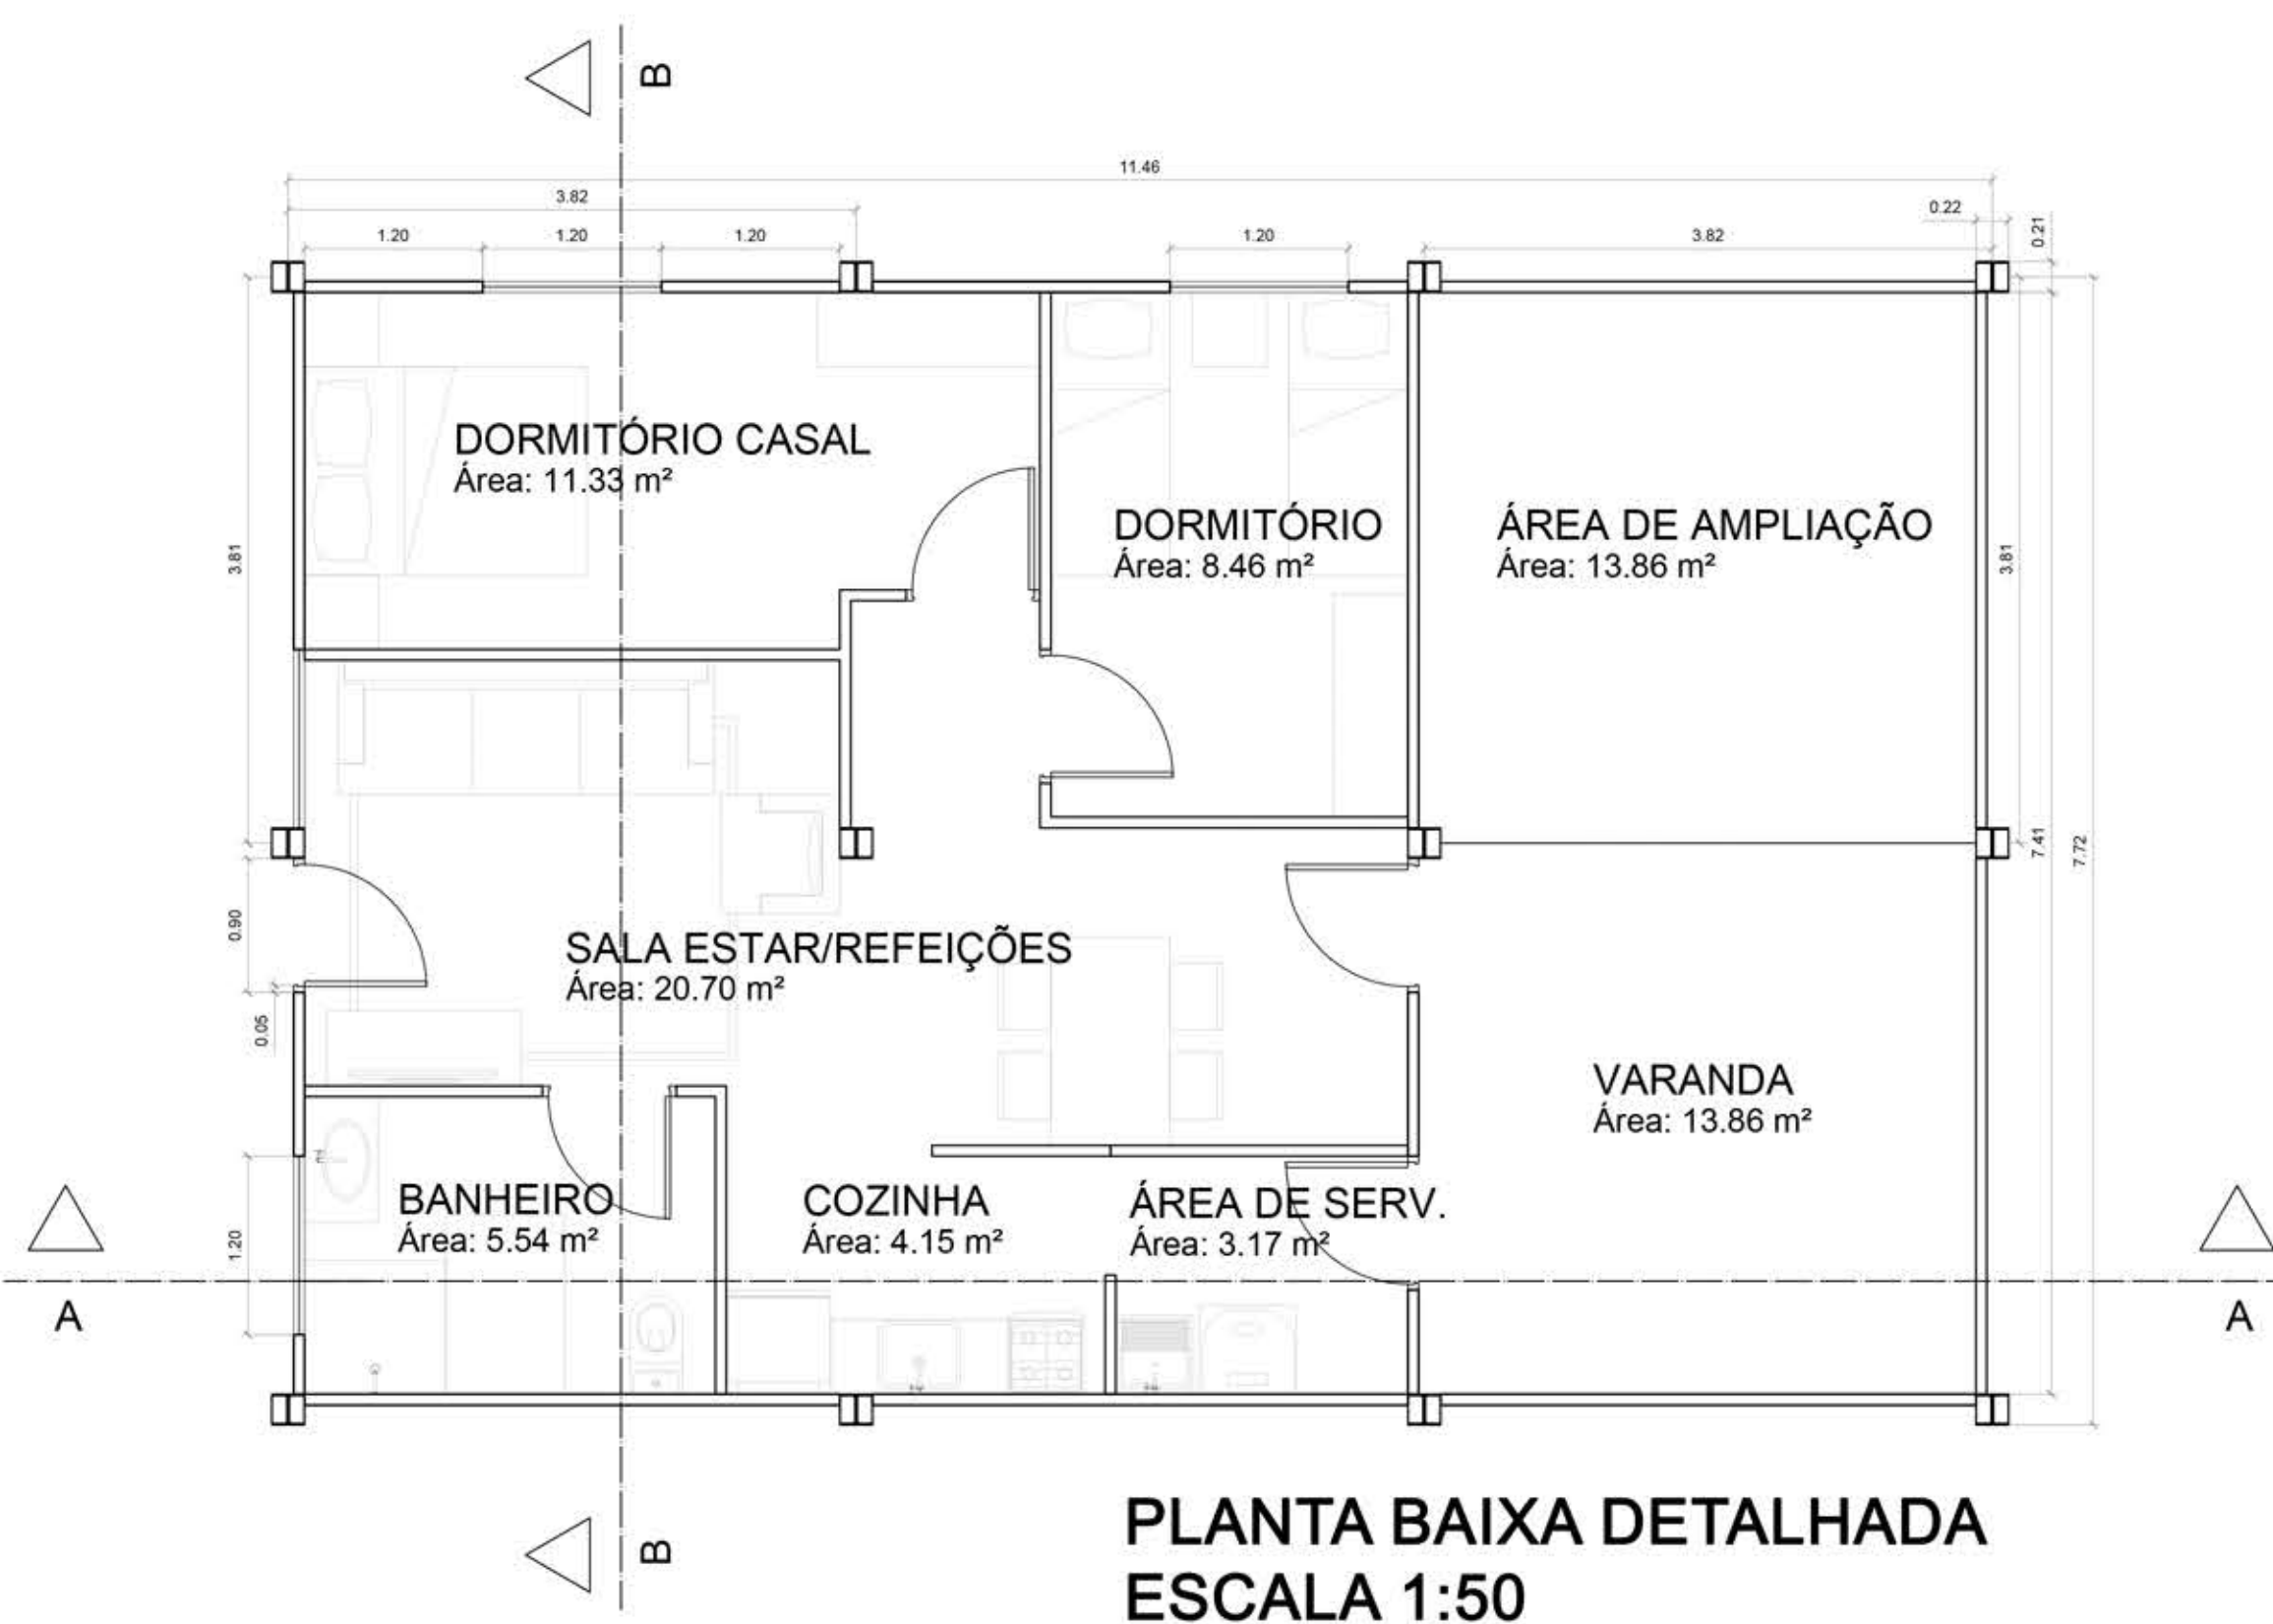 B
11.46
3.82
0.22
0.21
1.20
1.20
1.20
1.20
3.82
DORMITÓRIO CASAL
Área: 11.33 m²
DORMITÓRIO
Área: 8.46 m²
ÁREA DE AMPLIAÇÃO
Área: 13.86 m²
3.81
3.81
7.41
7.72
0.90
SALA ESTAR/REFEIÇÕES
Área: 20.70 m²
0.05
VARANDA
Área: 13.86 m²
BANHEIRO
Área: 5.54 m²
COZINHA
Área: 4.15 m²
ÁREA DE SERV.
Área: 3.17 m²
1.20
A
A
B
PLANTA BAIXA DETALHADA
ESCALA 1:50